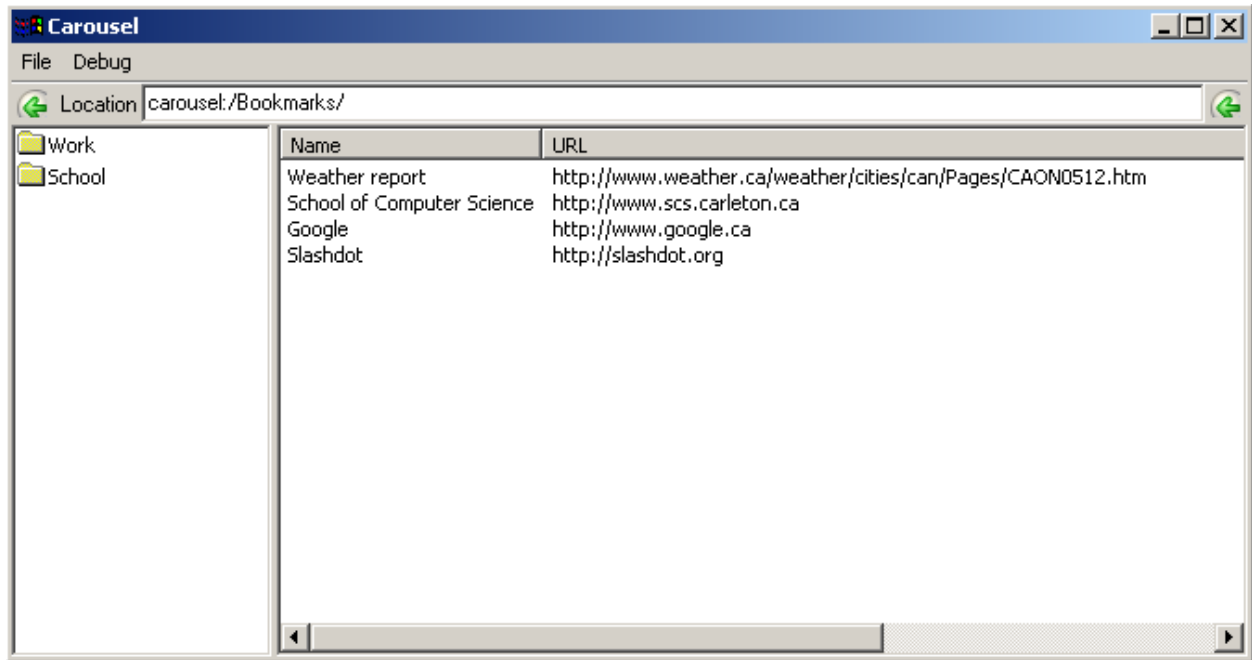 Carousel
File Debug
Location carousel:/Bookmarks/
Work
School
Name URL
Weather report http://www.weather.ca/weather/cities/can/Pages/CAON0512.htm
School of Computer Science http://www.scs.carleton.ca
Google http://www.google.ca
Slashdot http://slashdot.org